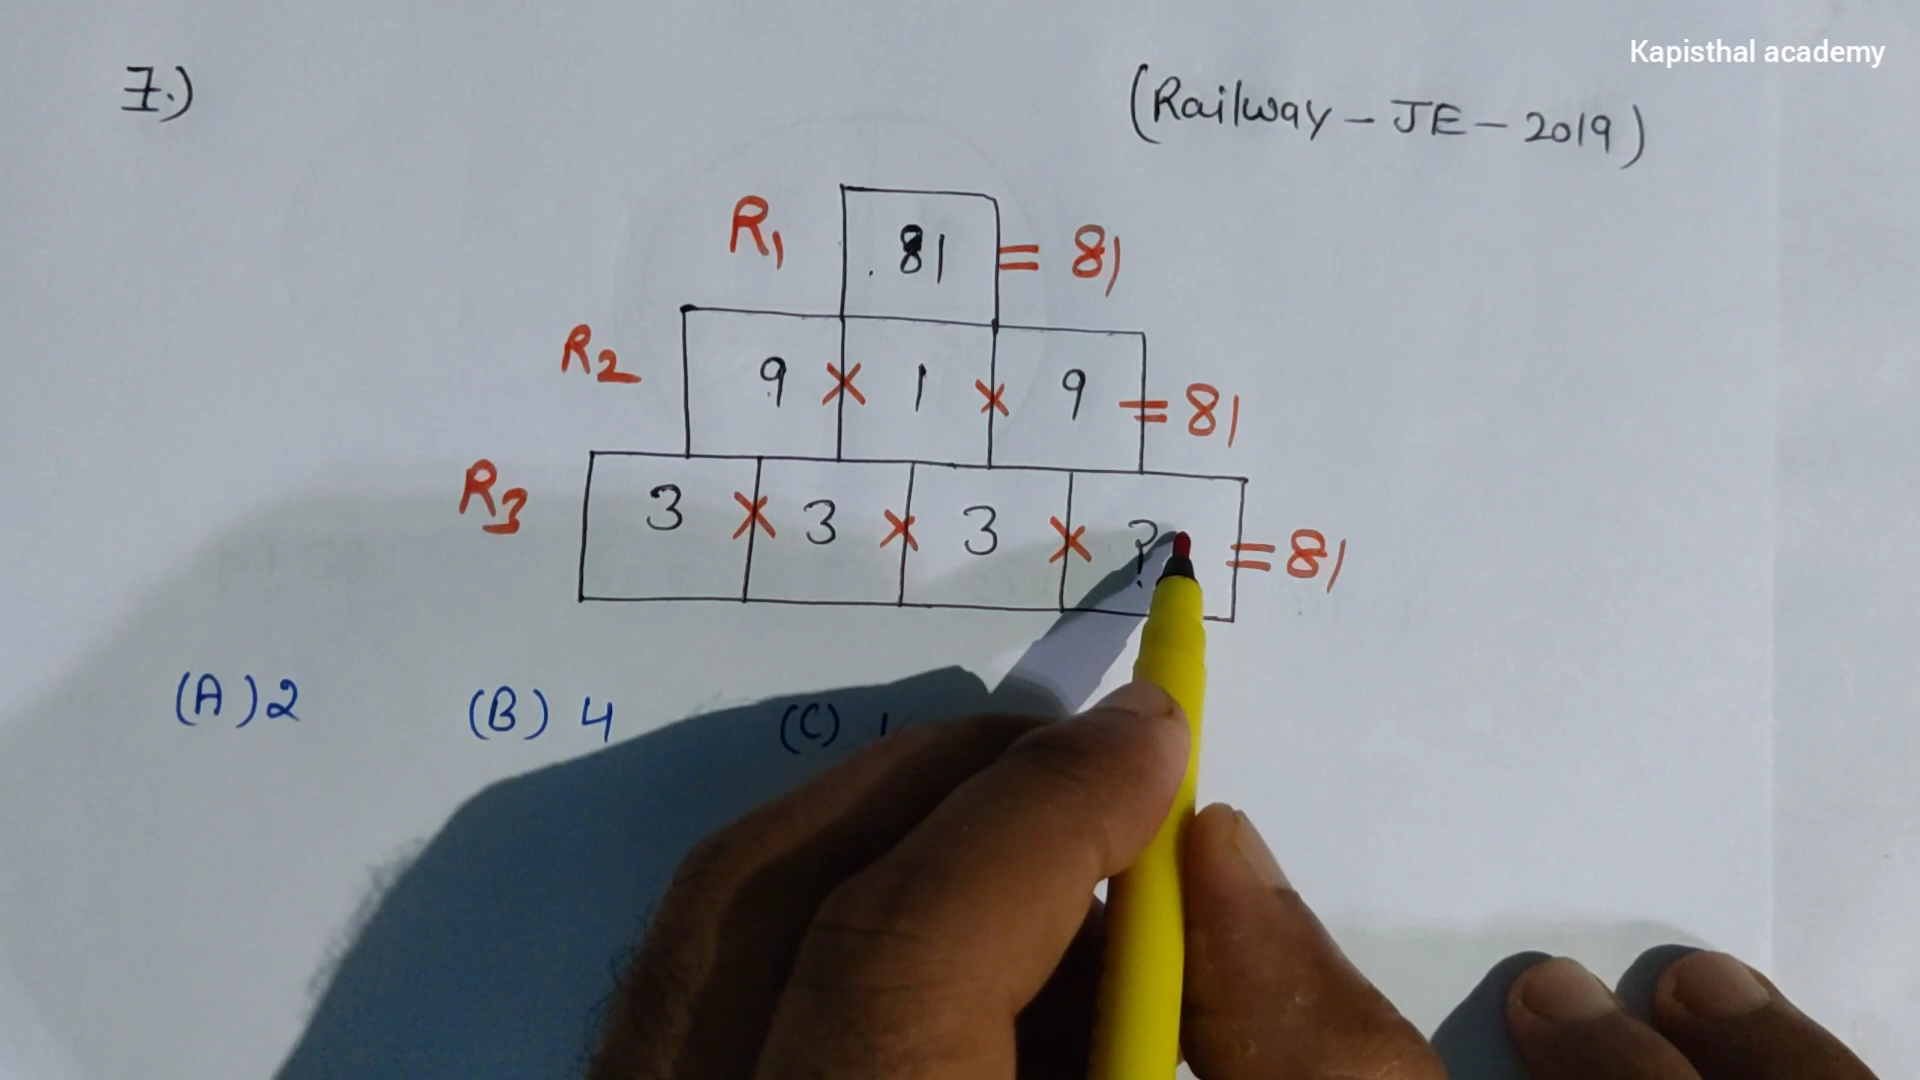 Kapisthal academy
7.) (Railway - JE - 2019)
R1 81 = 81
R2 9 × 1 × 9 = 81
R3 3 × 3 × 3 × ? = 81
(A) 2 (B) 4 (C)